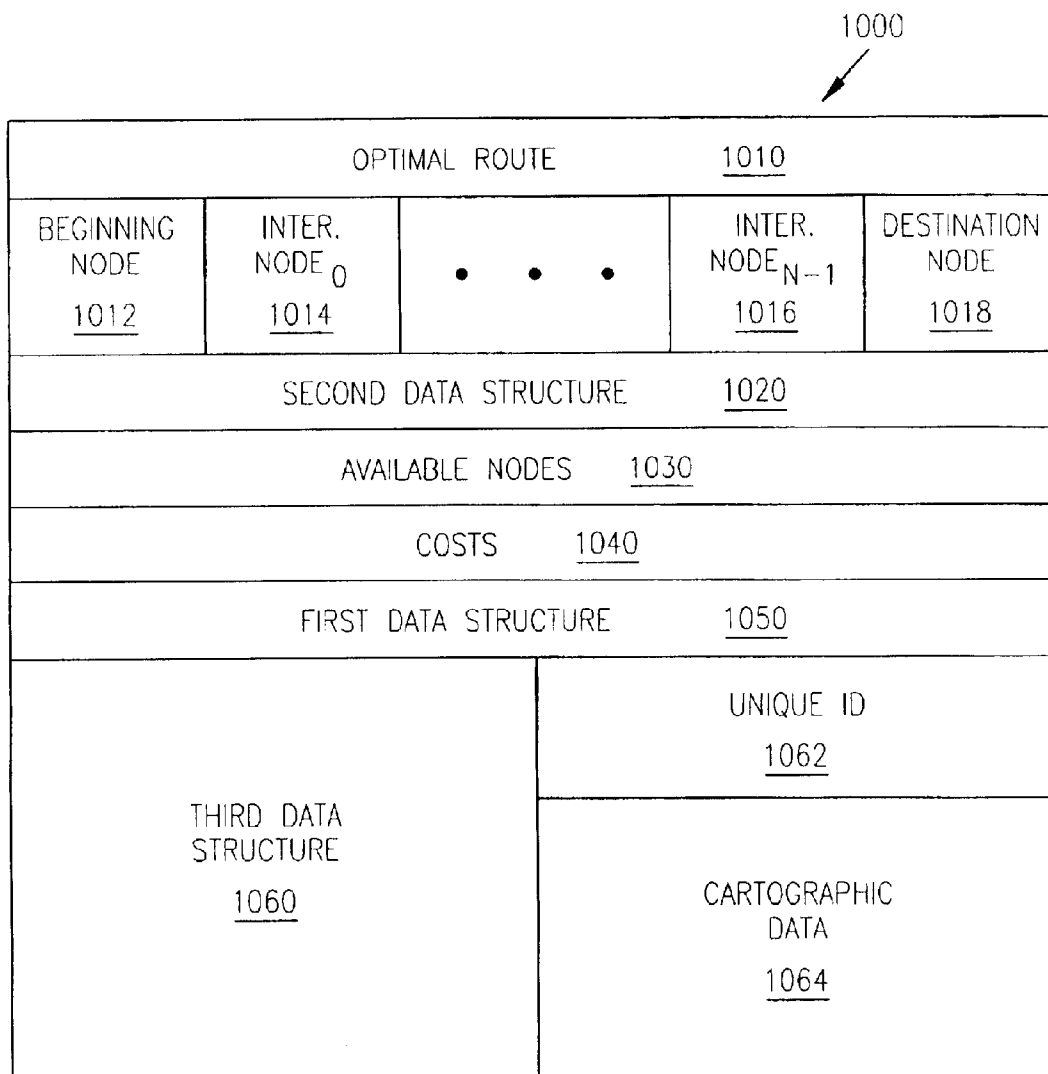 1000
OPTIMAL ROUTE 1010
BEGINNING NODE 1012
INTER. NODE0 1014
• • •
INTER. NODEN-1 1016
DESTINATION NODE 1018
SECOND DATA STRUCTURE 1020
AVAILABLE NODES 1030
COSTS 1040
FIRST DATA STRUCTURE 1050
THIRD DATA
STRUCTURE
1060
UNIQUE ID
1062
CARTOGRAPHIC
DATA
1064